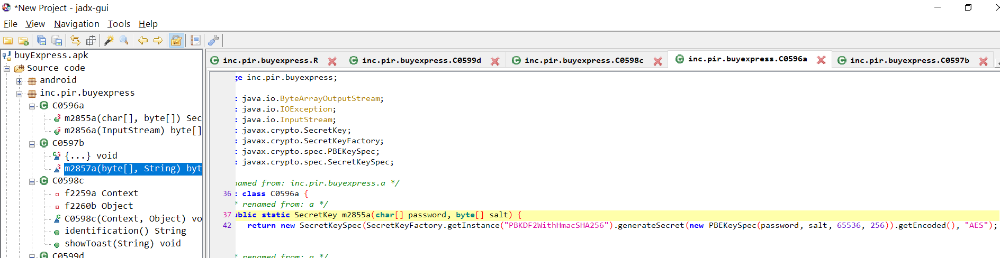 *New Project - jadx-gui
File View Navigation Tools Help
buyExpress.apk
Source code
android
inc.pir.buyexpress
C0596a
m2855a(char[], byte[]) Sec
m2856a(InputStream) byte[]
C0597b
{...} void
m2857a(byte[], String) byt
C0598c
f2259a Context
f2260b Object
C0598c(Context, Object) vo
identification() String
showToast(String) void
C0599d
inc.pir.buyexpress.R inc.pir.buyexpress.C0599d inc.pir.buyexpress.C0598c inc.pir.buyexpress.C0596a inc.pir.buyexpress.C0597b
ge inc.pir.buyexpress;
: java.io.ByteArrayOutputStream;
: java.io.IOException;
: java.io.InputStream;
: javax.crypto.SecretKey;
: javax.crypto.SecretKeyFactory;
: javax.crypto.spec.PBEKeySpec;
: javax.crypto.spec.SecretKeySpec;
named from: inc.pir.buyexpress.a */
36 : class C0596a {
* renamed from: a */
37 ublic static SecretKey m2855a(char[] password, byte[] salt) {
42 return new SecretKeySpec(SecretKeyFactory.getInstance("PBKDF2WithHmacSHA256").generateSecret(new PBEKeySpec(password, salt, 65536, 256)).getEncoded(), "AES");
* renamed from: a */